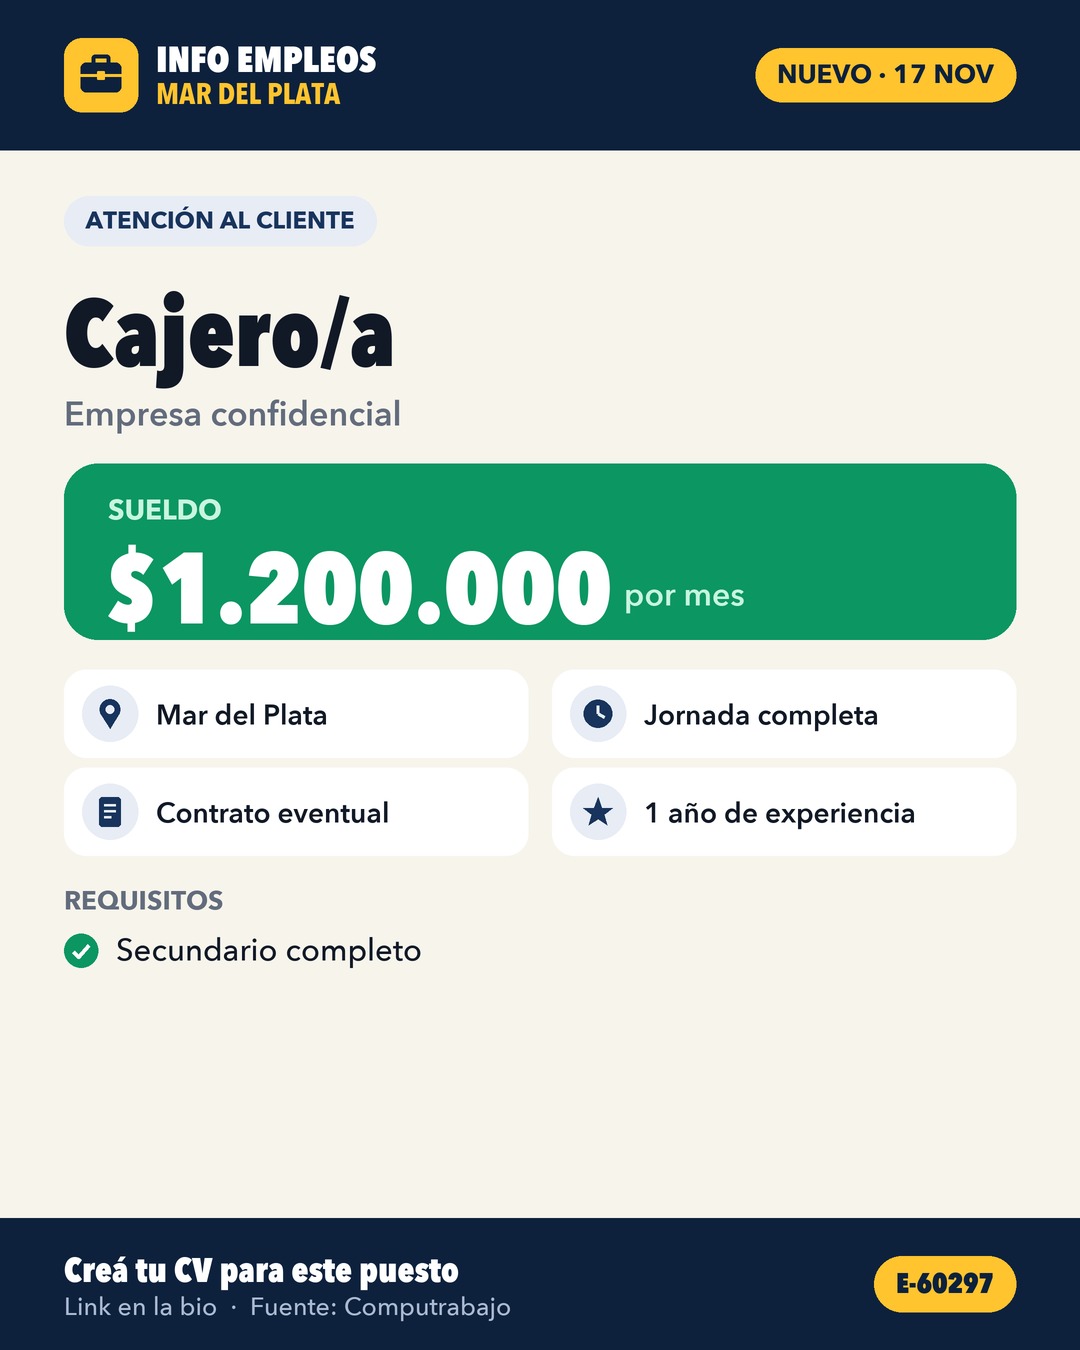 INFO EMPLEOS
MAR DEL PLATA
NUEVO · 17 NOV
ATENCIÓN AL CLIENTE
Cajero/a
Empresa confidencial
SUELDO
$1.200.000 por mes
Mar del Plata
Jornada completa
Contrato eventual
1 año de experiencia
REQUISITOS
Secundario completo
Creá tu CV para este puesto
Link en la bio · Fuente: Computrabajo
E-60297